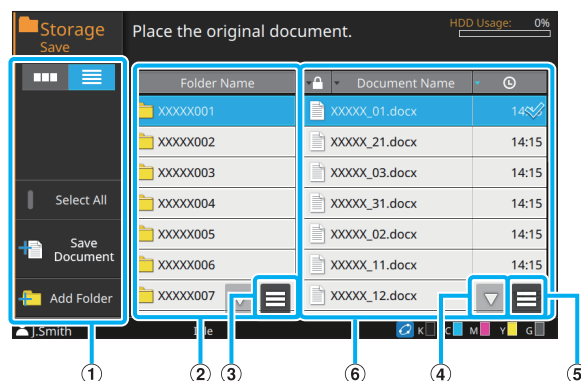 Storage
Save
Place the original document.
HDD Usage: 0%
Folder Name
Document Name
XXXXX001
XXXXX_01.docx
XXXXX002
XXXXX_21.docx 14:15
XXXXX003
XXXXX_03.docx 14:15
Select All
XXXXX004
XXXXX_31.docx 14:15
Save
Document
XXXXX005
XXXXX_02.docx 14:15
XXXXX006
XXXXX_11.docx 14:15
Add Folder
XXXXX007
XXXXX_12.docx
J.Smith
Idle
K C M Y G
1 2 3 6 4 5